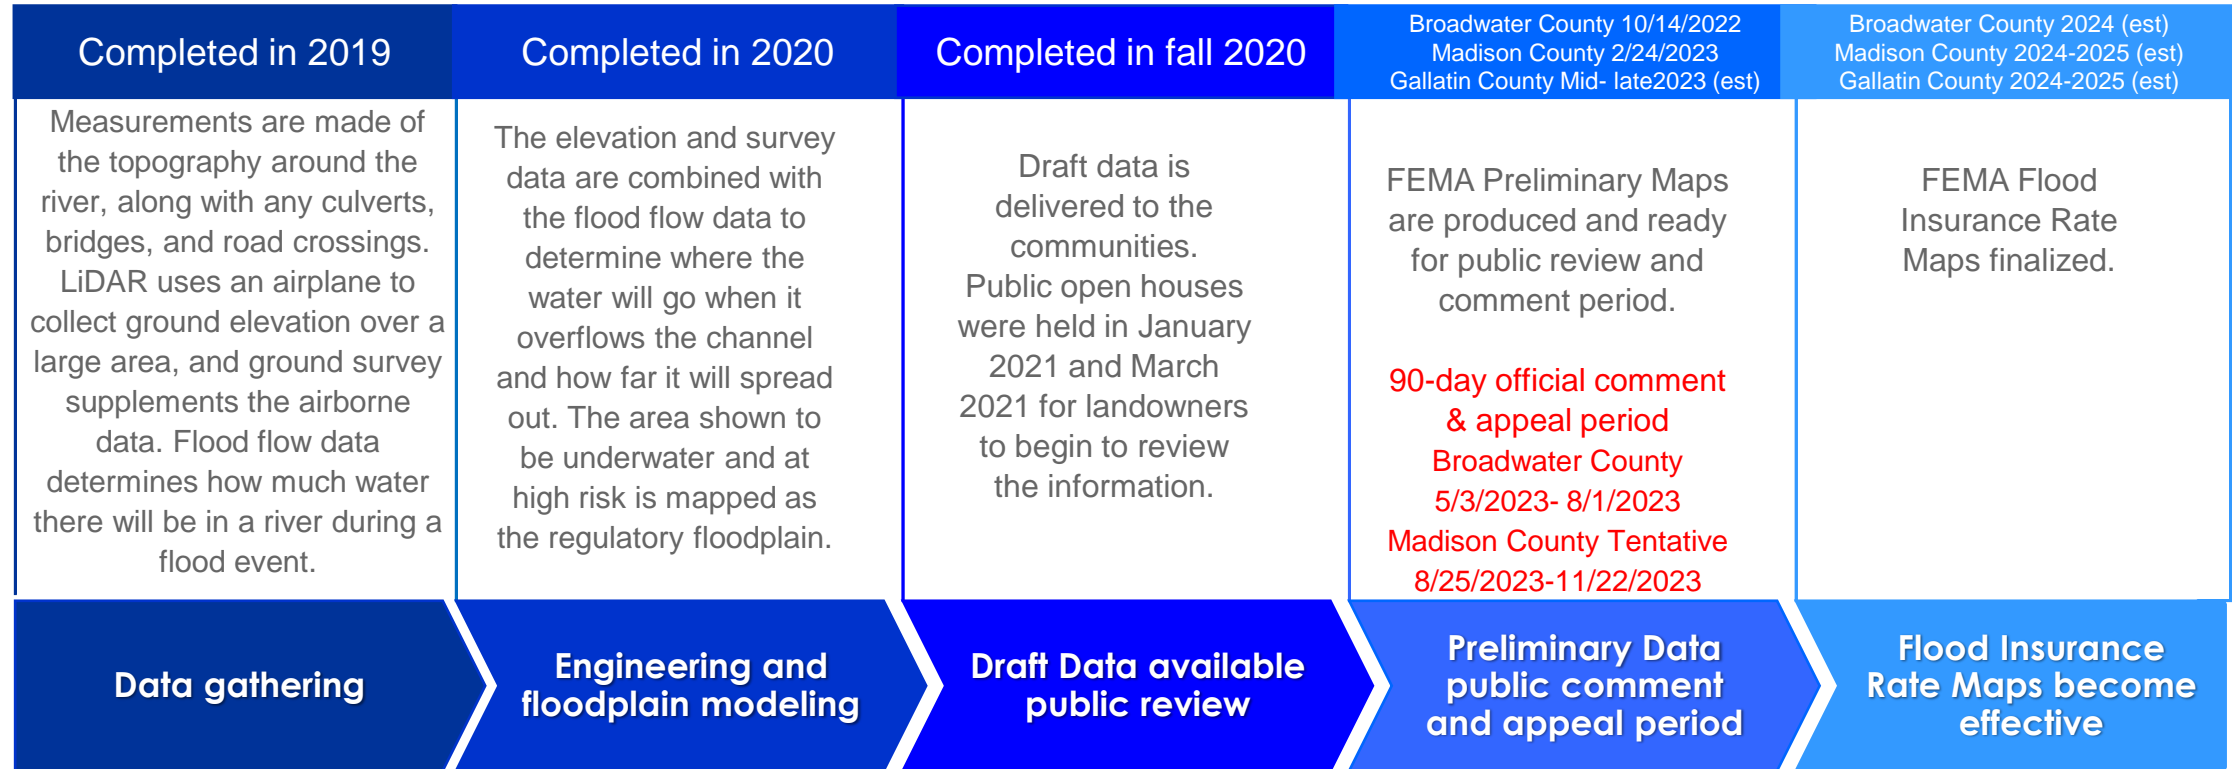 Completed in 2019
Measurements are made of
the topography around the
river, along with any culverts,
bridges, and road crossings.
LiDAR uses an airplane to
collect ground elevation over a
large area, and ground survey
supplements the airborne
data. Flood flow data
determines how much water
there will be in a river during a
flood event.
Data gathering
Completed in 2020
The elevation and survey
data are combined with
the flood flow data to
determine where the
water will go when it
overflows the channel
and how far it will spread
out. The area shown to
be underwater and at
high risk is mapped as
the regulatory floodplain.
Engineering and
floodplain modeling
Completed in fall 2020
Draft data is
delivered to the
communities.
Public open houses
were held in January
2021 and March
2021 for landowners
to begin to review
the information.
Draft Data available
public review
Broadwater County 10/14/2022
Madison County 2/24/2023
Gallatin County Mid- late2023 (est)
FEMA Preliminary Maps
are produced and ready
for public review and
comment period.
90-day official comment
& appeal period
Broadwater County
5/3/2023- 8/1/2023
Madison County Tentative
8/25/2023-11/22/2023
Preliminary Data
public comment
and appeal period
Broadwater County 2024 (est)
Madison County 2024-2025 (est)
Gallatin County 2024-2025 (est)
FEMA Flood
Insurance Rate
Maps finalized.
Flood Insurance
Rate Maps become
effective